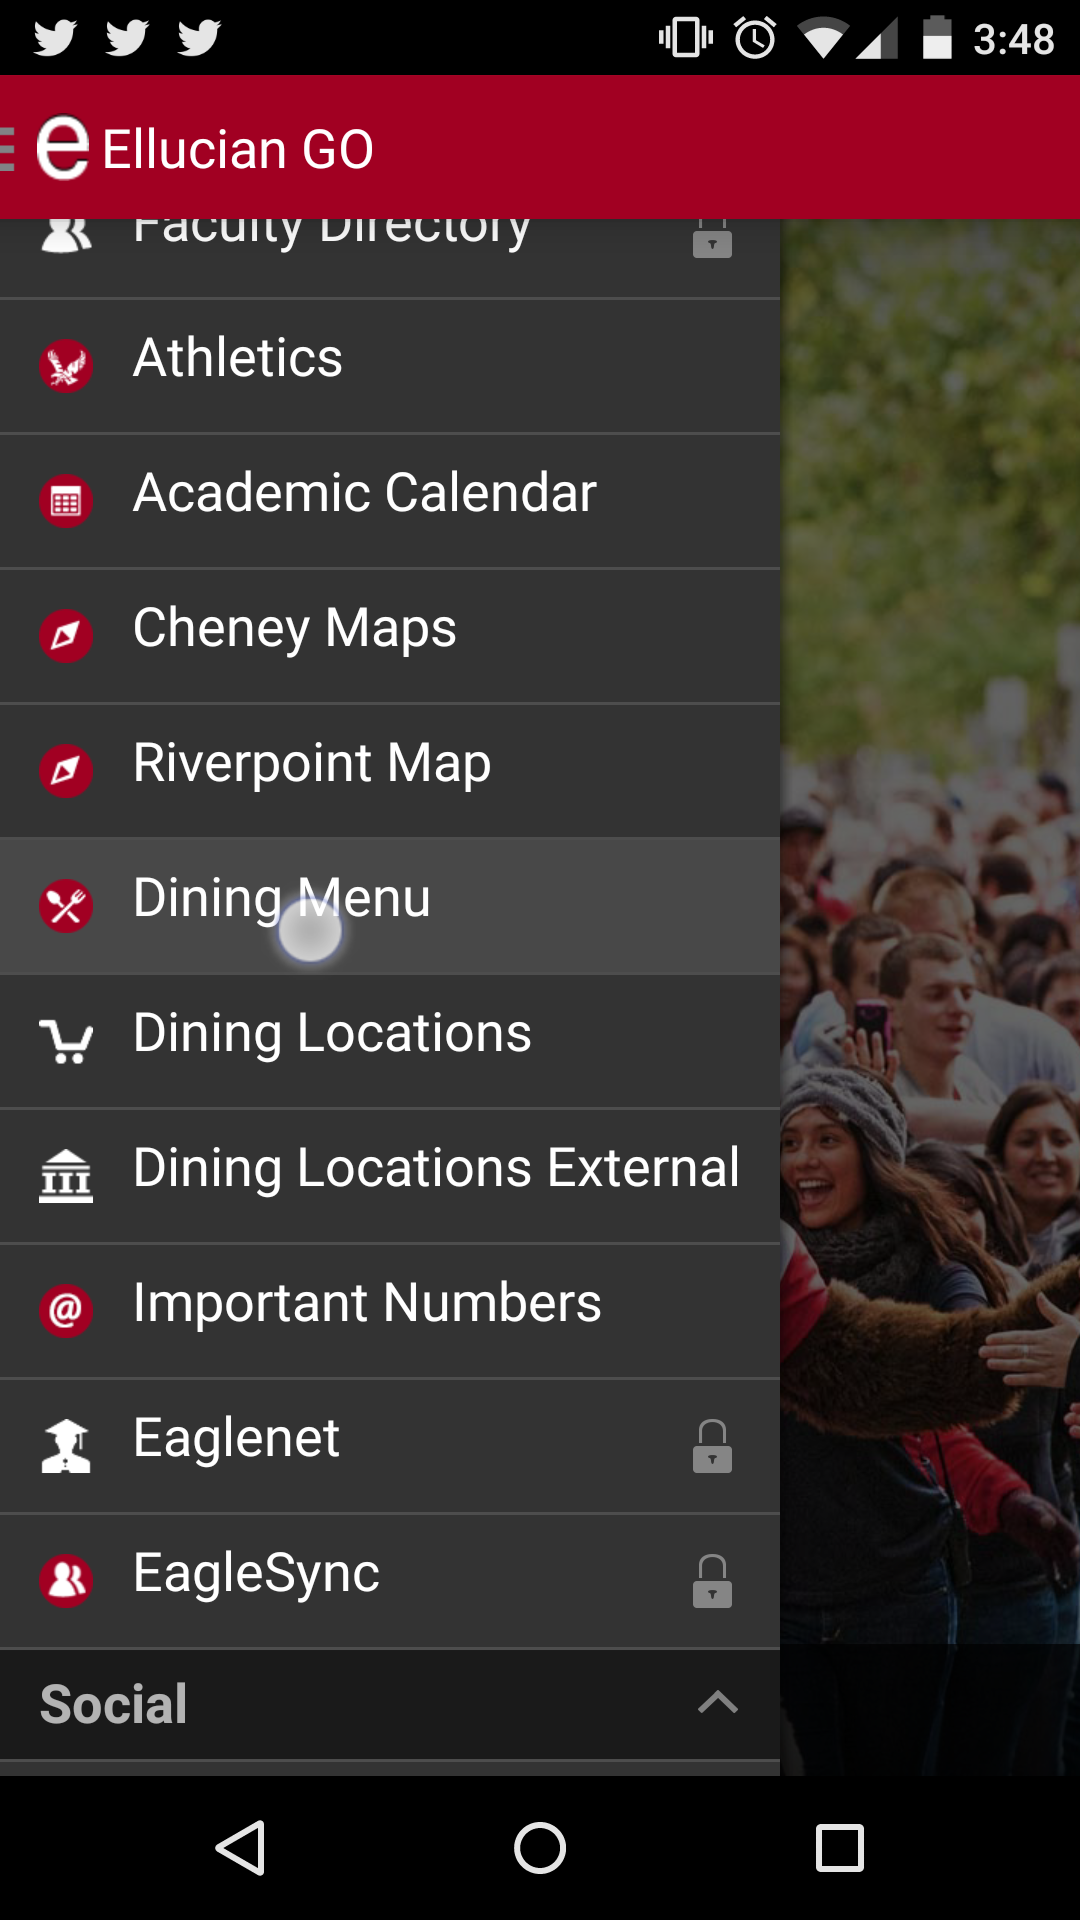 3:48
e Ellucian GO
Faculty Directory
Athletics
Academic Calendar
Cheney Maps
Riverpoint Map
Dining Menu
Dining Locations
Dining Locations External
@ Important Numbers
Eaglenet
EagleSync
Social